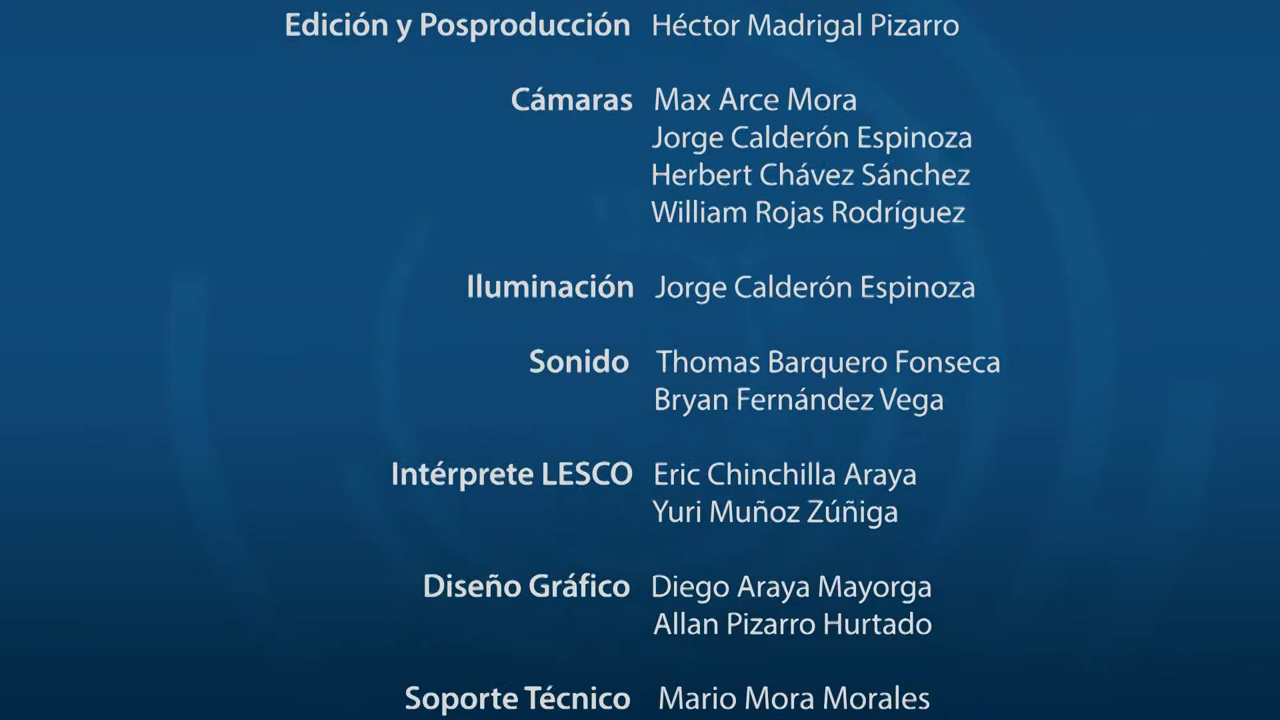 Edición y Posproducción Héctor Madrigal Pizarro
Cámaras Max Arce Mora
Jorge Calderón Espinoza
Herbert Chávez Sánchez
William Rojas Rodríguez
Iluminación Jorge Calderón Espinoza
Sonido Thomas Barquero Fonseca
Bryan Fernández Vega
Intérprete LESCO Eric Chinchilla Araya
Yuri Muñoz Zúñiga
Diseño Gráfico Diego Araya Mayorga
Allan Pizarro Hurtado
Soporte Técnico Mario Mora Morales